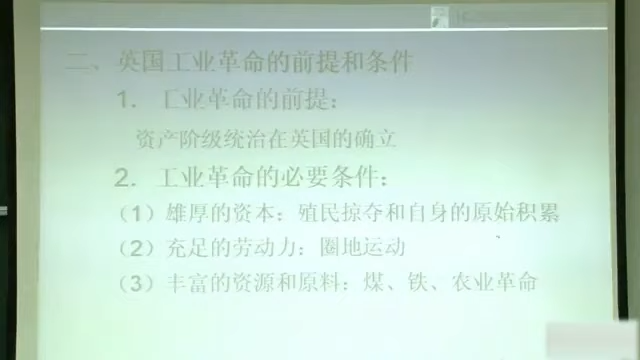 二、英国工业革命的前提和条件
1. 工业革命的前提：
资产阶级统治在英国的确立
2. 工业革命的必要条件：
（1）雄厚的资本：殖民掠夺和自身的原始积累
（2）充足的劳动力：圈地运动
（3）丰富的资源和原料：煤、铁、农业革命